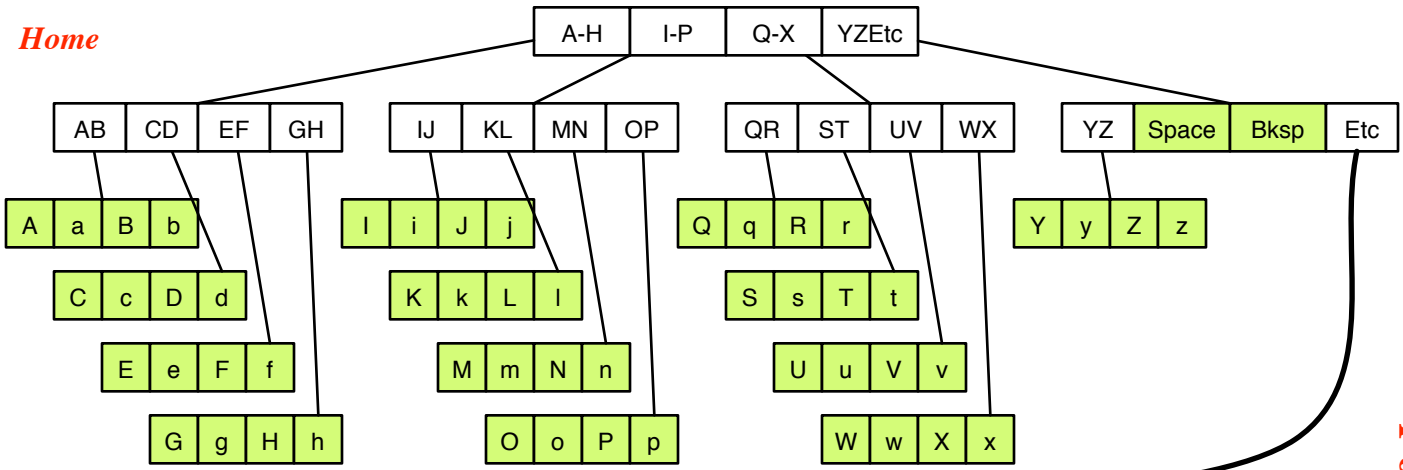 Home
A-H I-P Q-X YZEtc
AB CD EF GH IJ KL MN OP QR ST UV WX YZ Space Bksp Etc
A a B b I i J j Q q R r Y y Z z
C c D d K k L l S s T t
E e F f M m N n U u V v
G g H h O o P p W w X x